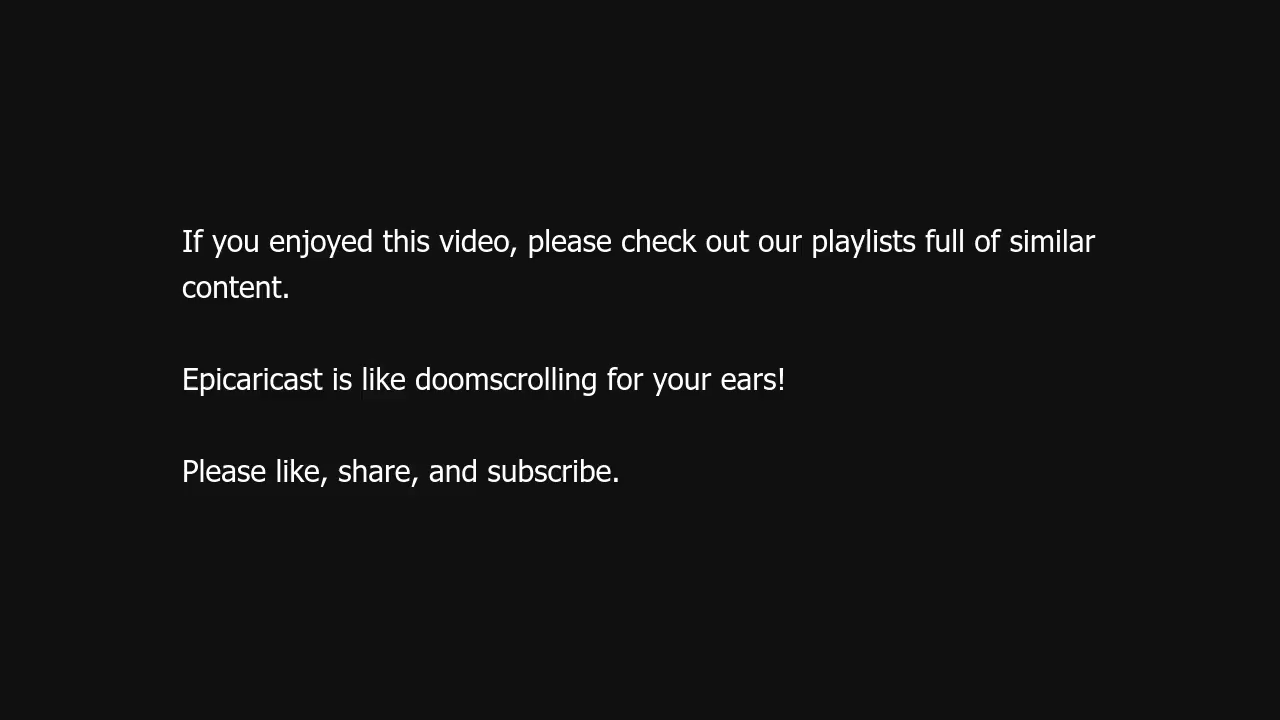 If you enjoyed this video, please check out our playlists full of similar
content.
Epicaricast is like doomscrolling for your ears!
Please like, share, and subscribe.